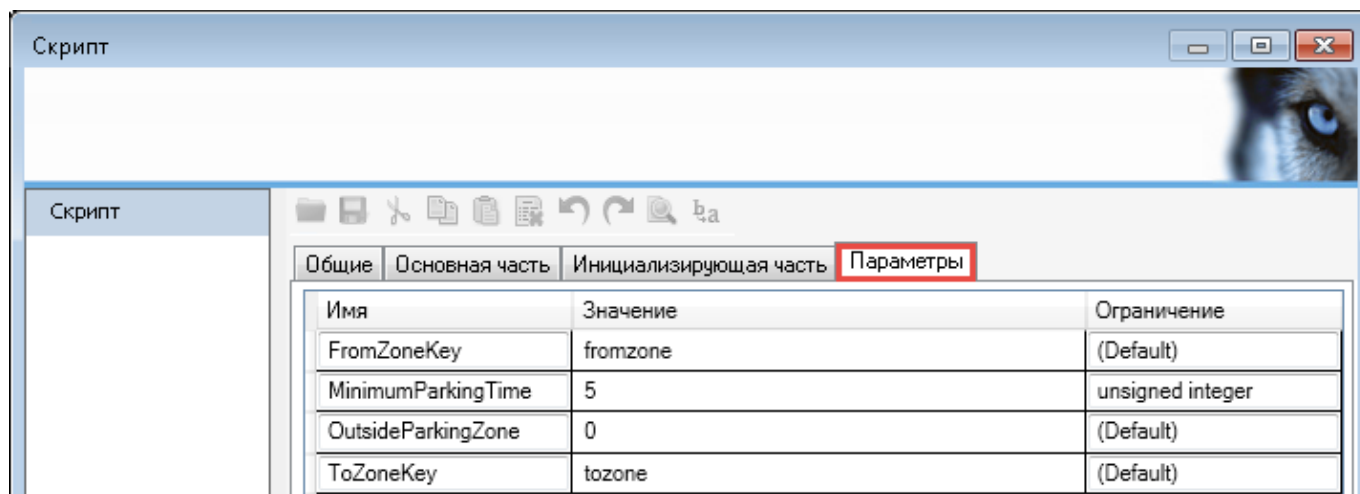 Скрипт
Скрипт
Общие Основная часть Инициализирующая часть Параметры
Имя Значение Ограничение
FromZoneKey fromzone (Default)
MinimumParkingTime 5 unsigned integer
OutsideParkingZone 0 (Default)
ToZoneKey tozone (Default)